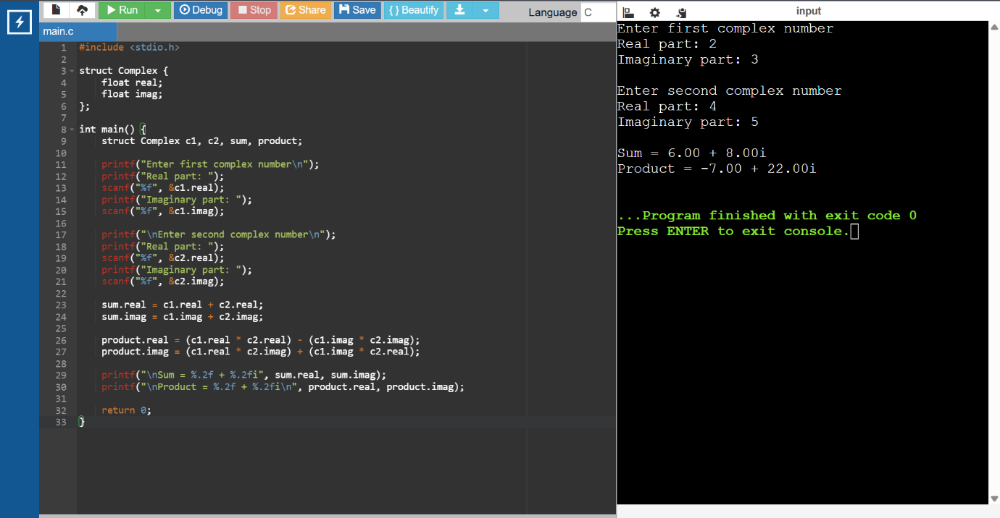 Run Debug Stop Share Save { } Beautify Language C
input
main.c
1 #include <stdio.h>
2
3 struct Complex {
4     float real;
5     float imag;
6 };
7
8 int main() {
9     struct Complex c1, c2, sum, product;
10
11     printf("Enter first complex number\n");
12     printf("Real part: ");
13     scanf("%f", &c1.real);
14     printf("Imaginary part: ");
15     scanf("%f", &c1.imag);
16
17     printf("\nEnter second complex number\n");
18     printf("Real part: ");
19     scanf("%f", &c2.real);
20     printf("Imaginary part: ");
21     scanf("%f", &c2.imag);
22
23     sum.real = c1.real + c2.real;
24     sum.imag = c1.imag + c2.imag;
25
26     product.real = (c1.real * c2.real) - (c1.imag * c2.imag);
27     product.imag = (c1.real * c2.imag) + (c1.imag * c2.real);
28
29     printf("\nSum = %.2f + %.2fi", sum.real, sum.imag);
30     printf("\nProduct = %.2f + %.2fi\n", product.real, product.imag);
31
32     return 0;
33 }
Enter first complex number
Real part: 2
Imaginary part: 3
Enter second complex number
Real part: 4
Imaginary part: 5
Sum = 6.00 + 8.00i
Product = -7.00 + 22.00i
...Program finished with exit code 0
Press ENTER to exit console.